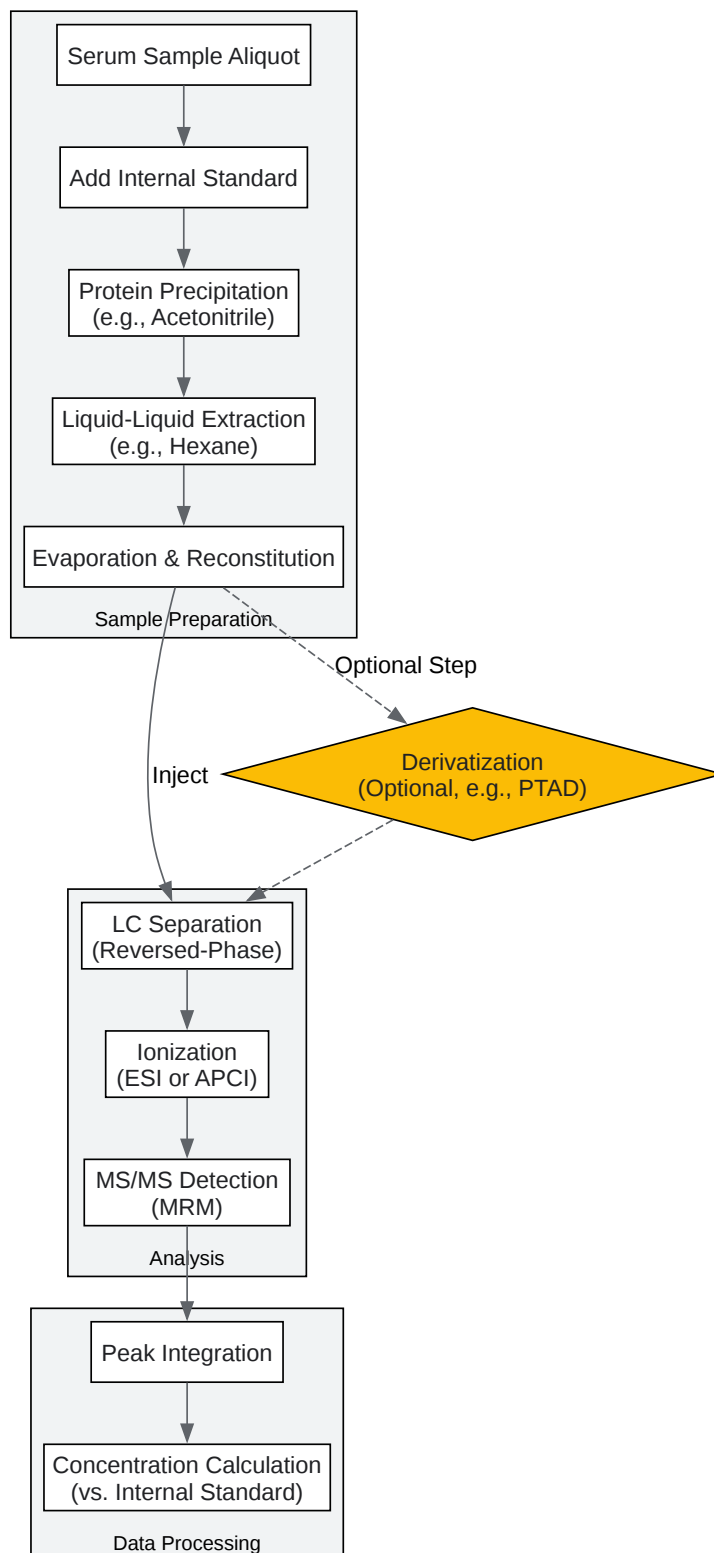 Serum Sample Aliquot
Add Internal Standard
Protein Precipitation
(e.g., Acetonitrile)
Liquid-Liquid Extraction
(e.g., Hexane)
Evaporation & Reconstitution
Sample Preparation
Optional Step
Derivatization
(Optional, e.g., PTAD)
Inject
LC Separation
(Reversed-Phase)
Ionization
(ESI or APCI)
MS/MS Detection
(MRM)
Analysis
Peak Integration
Concentration Calculation
(vs. Internal Standard)
Data Processing